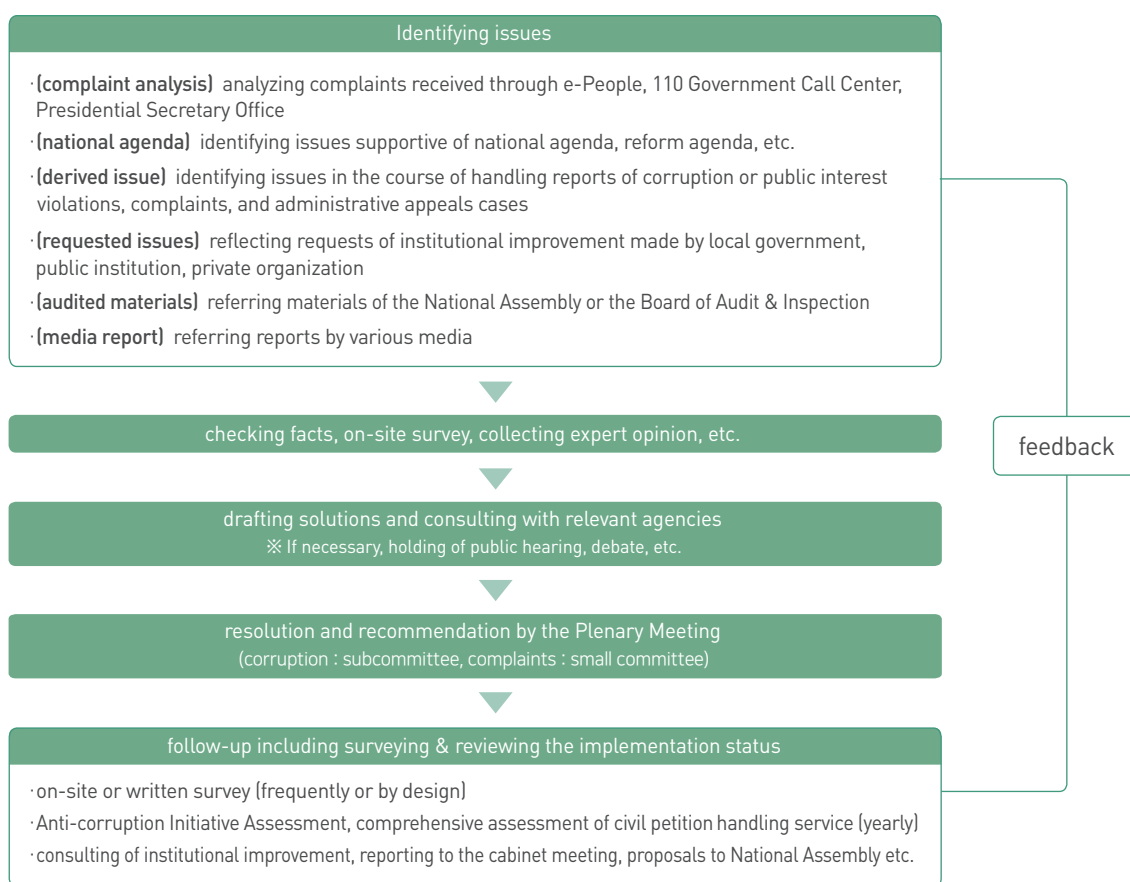 Identifying issues
·(complaint analysis) analyzing complaints received through e-People, 110 Government Call Center,
Presidential Secretary Office
·(national agenda) identifying issues supportive of national agenda, reform agenda, etc.
·(derived issue) identifying issues in the course of handling reports of corruption or public interest
violations, complaints, and administrative appeals cases
·(requested issues) reflecting requests of institutional improvement made by local government,
public institution, private organization
·(audited materials) referring materials of the National Assembly or the Board of Audit & Inspection
·(media report) referring reports by various media
checking facts, on-site survey, collecting expert opinion, etc.
feedback
drafting solutions and consulting with relevant agencies
※ If necessary, holding of public hearing, debate, etc.
resolution and recommendation by the Plenary Meeting
(corruption : subcommittee, complaints : small committee)
follow-up including surveying & reviewing the implementation status
·on-site or written survey (frequently or by design)
·Anti-corruption Initiative Assessment, comprehensive assessment of civil petition handling service (yearly)
·consulting of institutional improvement, reporting to the cabinet meeting, proposals to National Assembly etc.